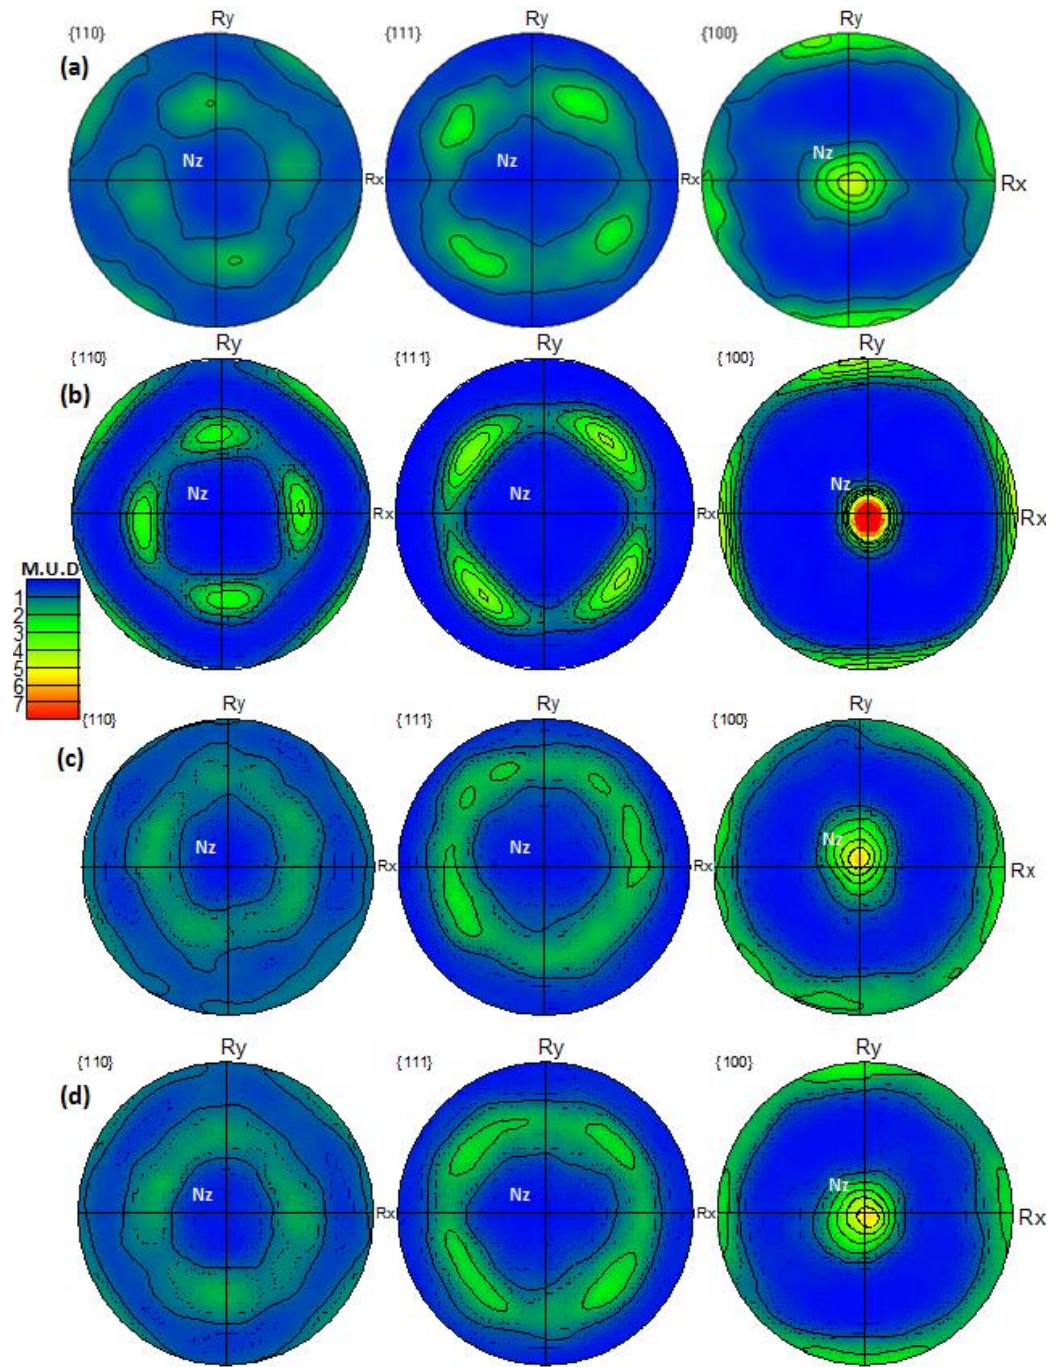 Ry Ry Ry
{110} {111} {100}
(a)
Nz Nz Nz
Rx Rx Rx
Ry Ry Ry
{110} {111} {100}
(b)
Nz Nz Nz
Rx Rx Rx
M.U.D
1
2
3
4
5
6
7
Ry Ry Ry
{110} {111} {100}
(c)
Nz Nz Nz
Rx Rx Rx
Ry Ry Ry
{110} {111} {100}
(d)
Nz Nz Nz
Rx Rx Rx